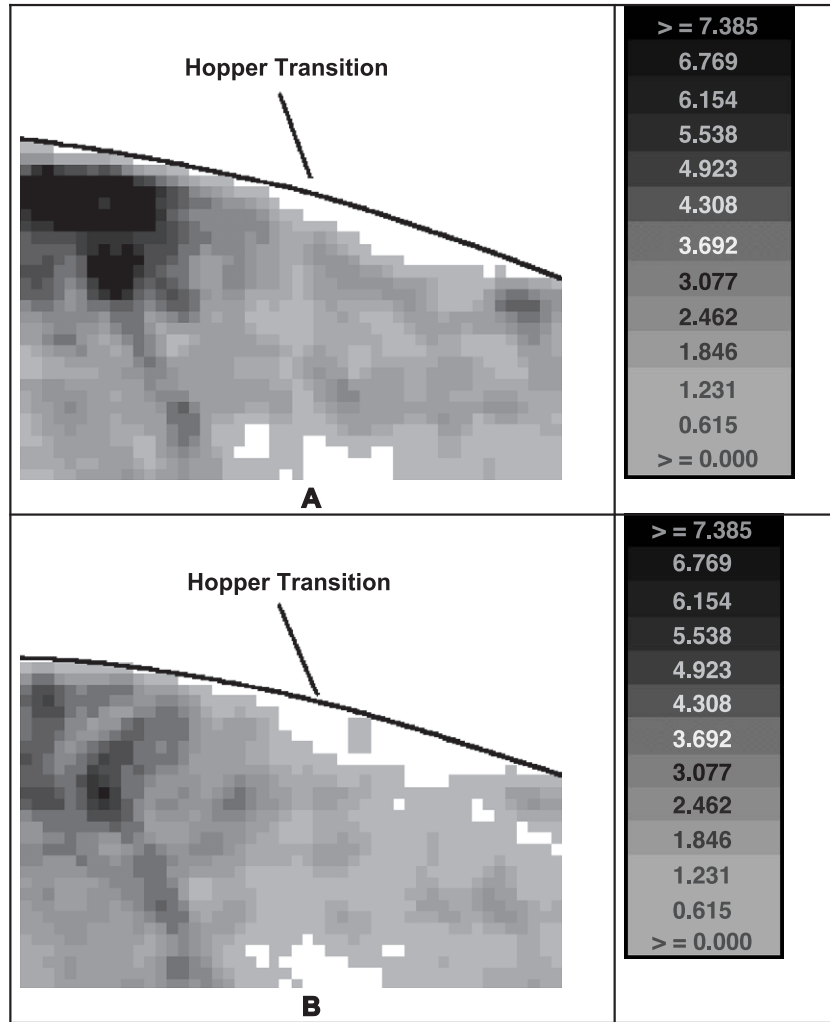 Hopper Transition
A
> = 7.385
6.769
6.154
5.538
4.923
4.308
3.692
3.077
2.462
1.846
1.231
0.615
> = 0.000
Hopper Transition
B
> = 7.385
6.769
6.154
5.538
4.923
4.308
3.692
3.077
2.462
1.846
1.231
0.615
> = 0.000